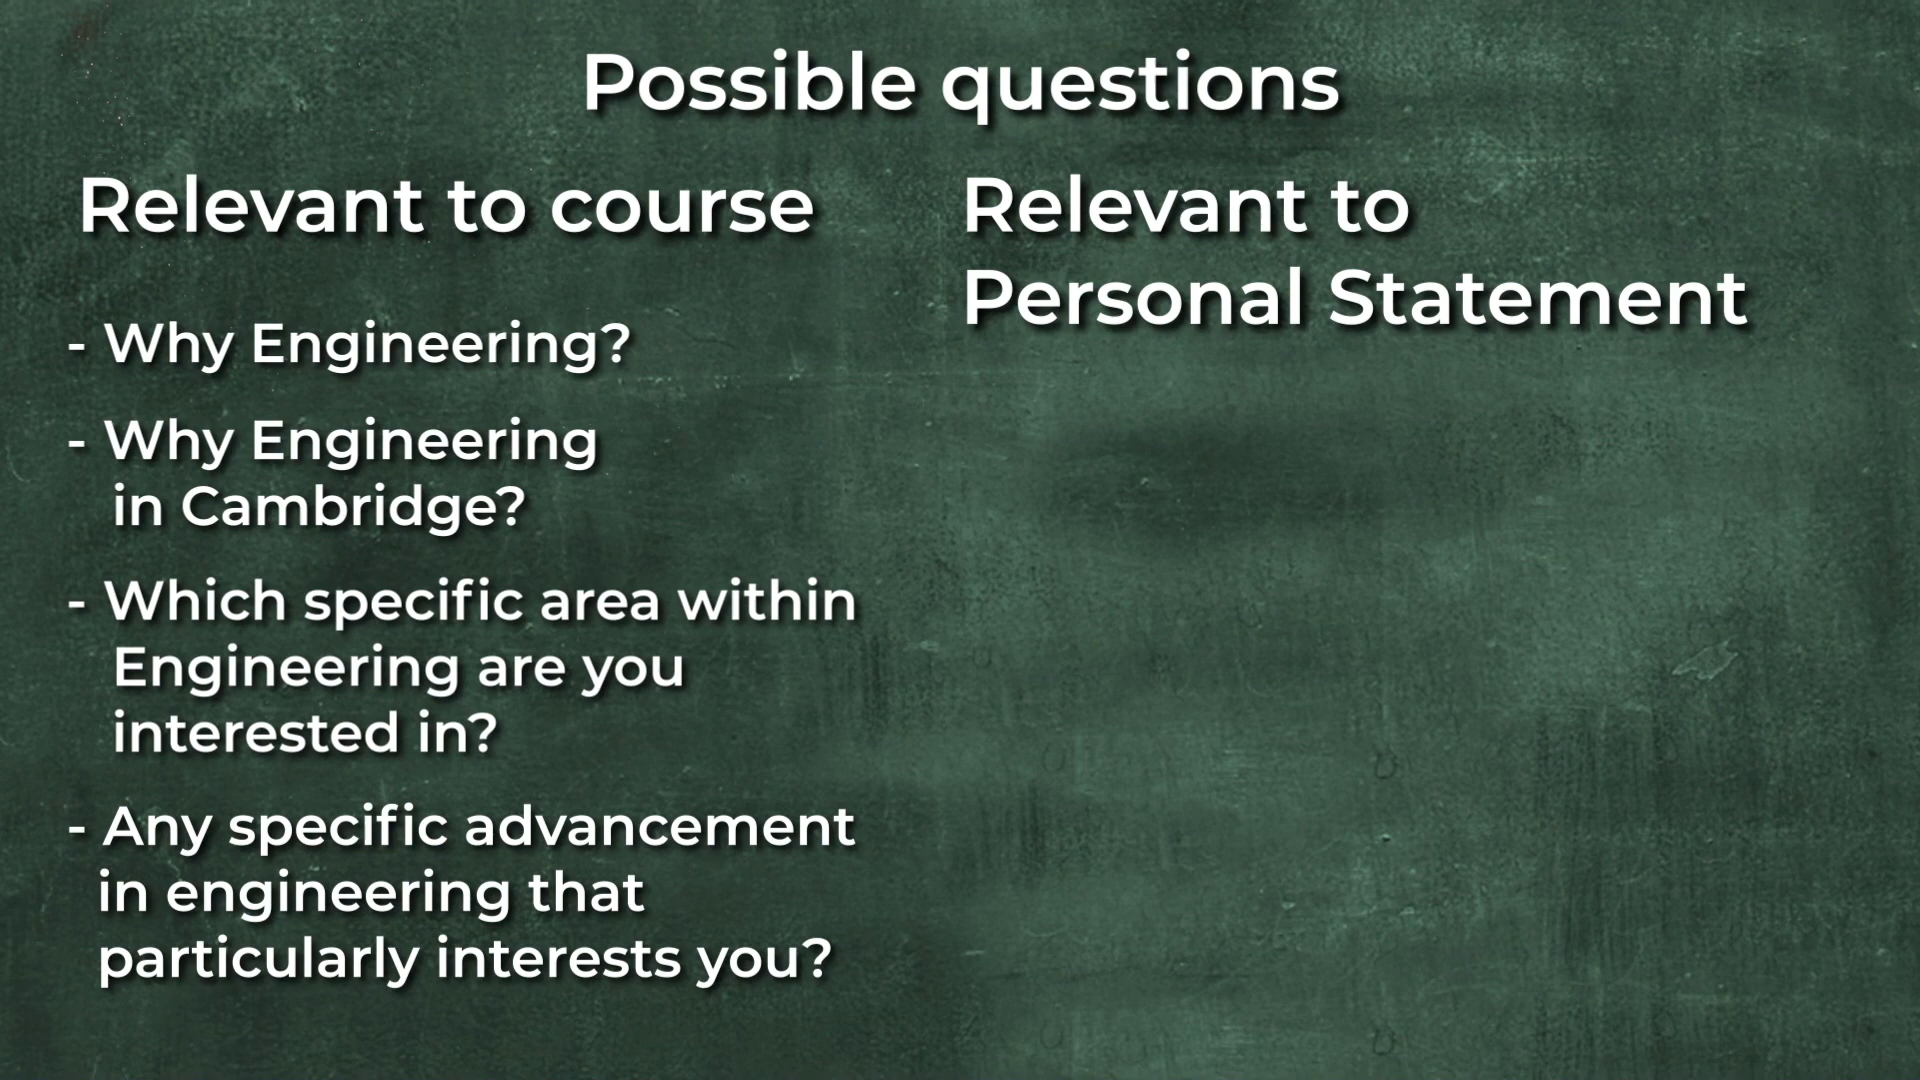 Possible questions
Relevant to course
- Why Engineering?
- Why Engineering
in Cambridge?
- Which specific area within
Engineering are you
interested in?
- Any specific advancement
in engineering that
particularly interests you?
Relevant to
Personal Statement